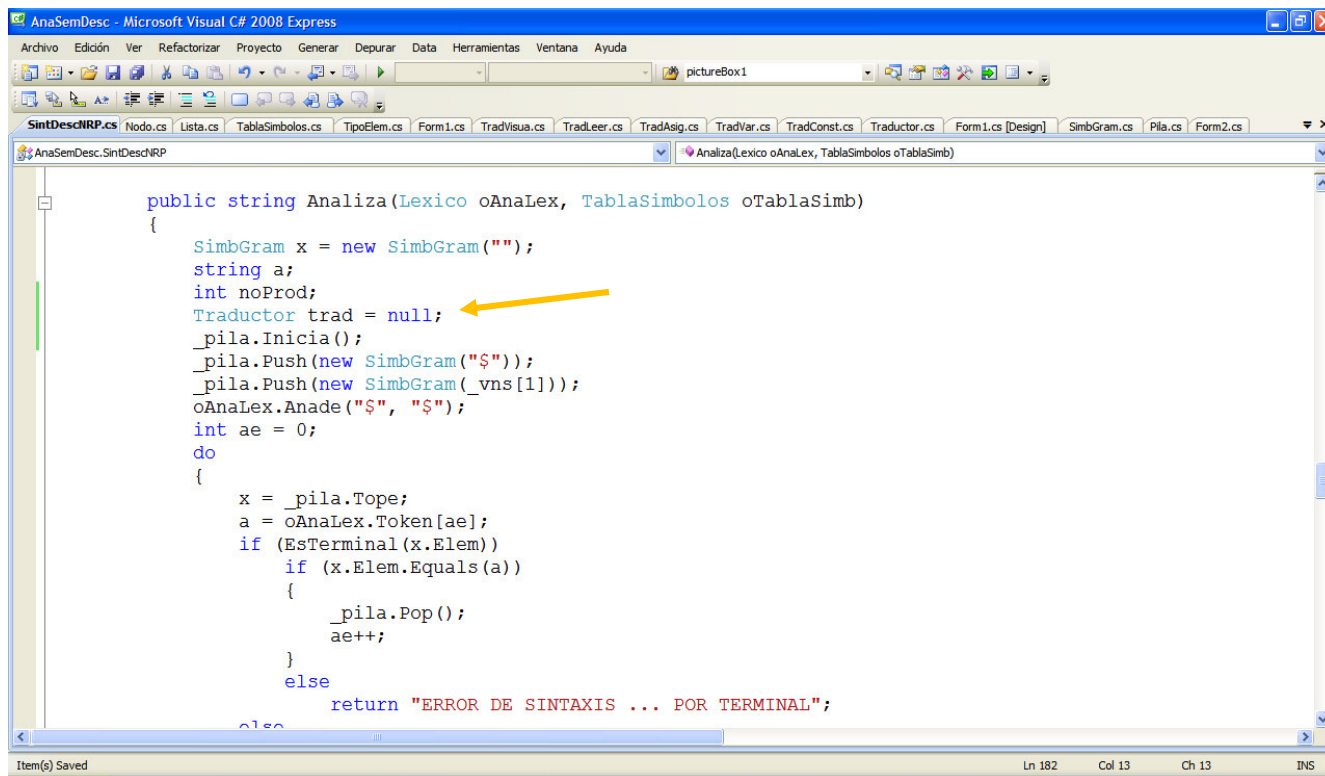 AnaSemDesc - Microsoft Visual C# 2008 Express
Archivo Edición Ver Refactorizar Proyecto Generar Depurar Data Herramientas Ventana Ayuda
pictureBox1
SintDescNRP.cs Nodo.cs Lista.cs TablaSimbolos.cs TipoElem.cs Form1.cs TradVisua.cs TradLeer.cs TradAsig.cs TradVar.cs TradConst.cs Traductor.cs Form1.cs [Design] SimbGram.cs Pila.cs Form2.cs
AnaSemDesc.SintDescNRP Analiza(Lexico oAnaLex, TablaSimbolos oTablaSimb)
public string Analiza(Lexico oAnaLex, TablaSimbolos oTablaSimb)
{
SimbGram x = new SimbGram("");
string a;
int noProd;
Traductor trad = null;
_pila.Inicia();
_pila.Push(new SimbGram("$"));
_pila.Push(new SimbGram(_vns[1]));
oAnaLex.Anade("$", "$");
int ae = 0;
do
{
x = _pila.Tope;
a = oAnaLex.Token[ae];
if (EsTerminal(x.Elem))
if (x.Elem.Equals(a))
{
_pila.Pop();
ae++;
}
else
return "ERROR DE SINTAXIS ... POR TERMINAL";
else
Item(s) Saved Ln 182 Col 13 Ch 13 INS